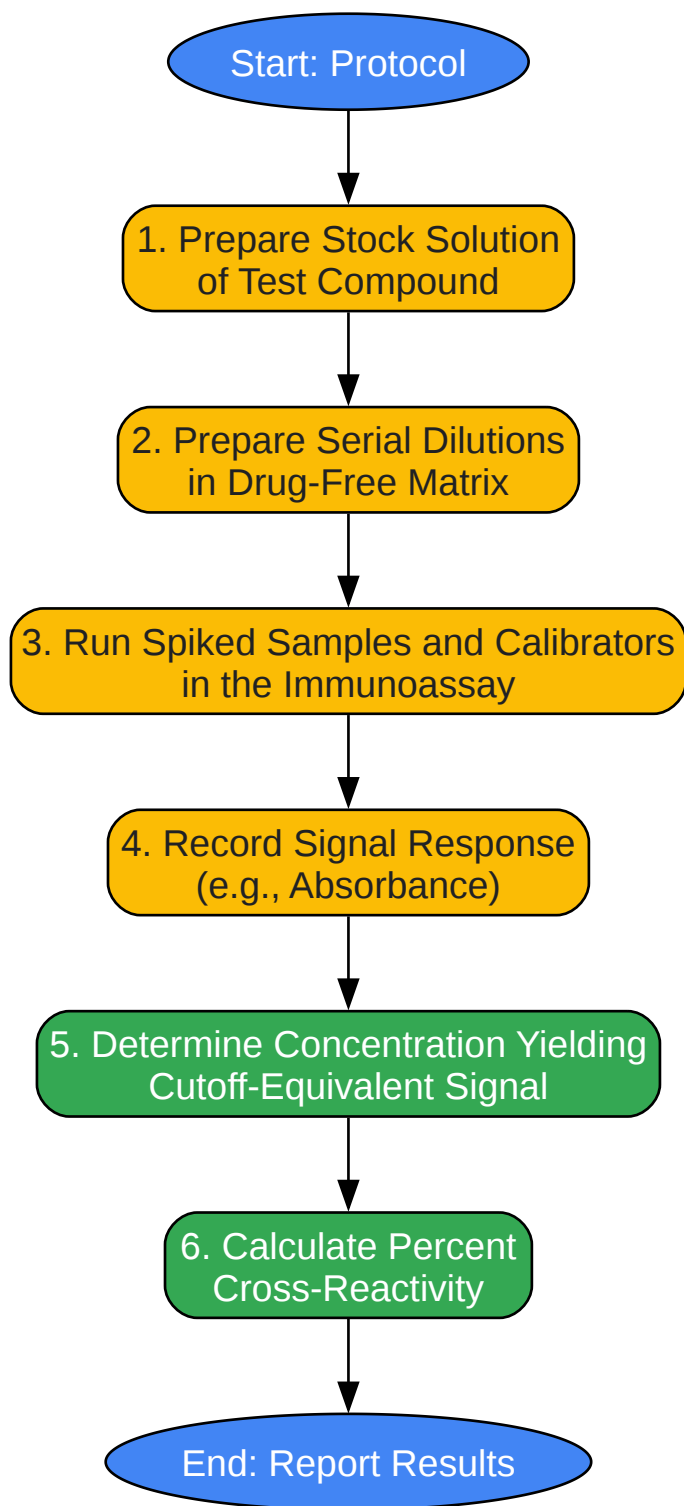 Start: Protocol
1. Prepare Stock Solution
of Test Compound
2. Prepare Serial Dilutions
in Drug-Free Matrix
3. Run Spiked Samples and Calibrators
in the Immunoassay
4. Record Signal Response
(e.g., Absorbance)
5. Determine Concentration Yielding
Cutoff-Equivalent Signal
6. Calculate Percent
Cross-Reactivity
End: Report Results